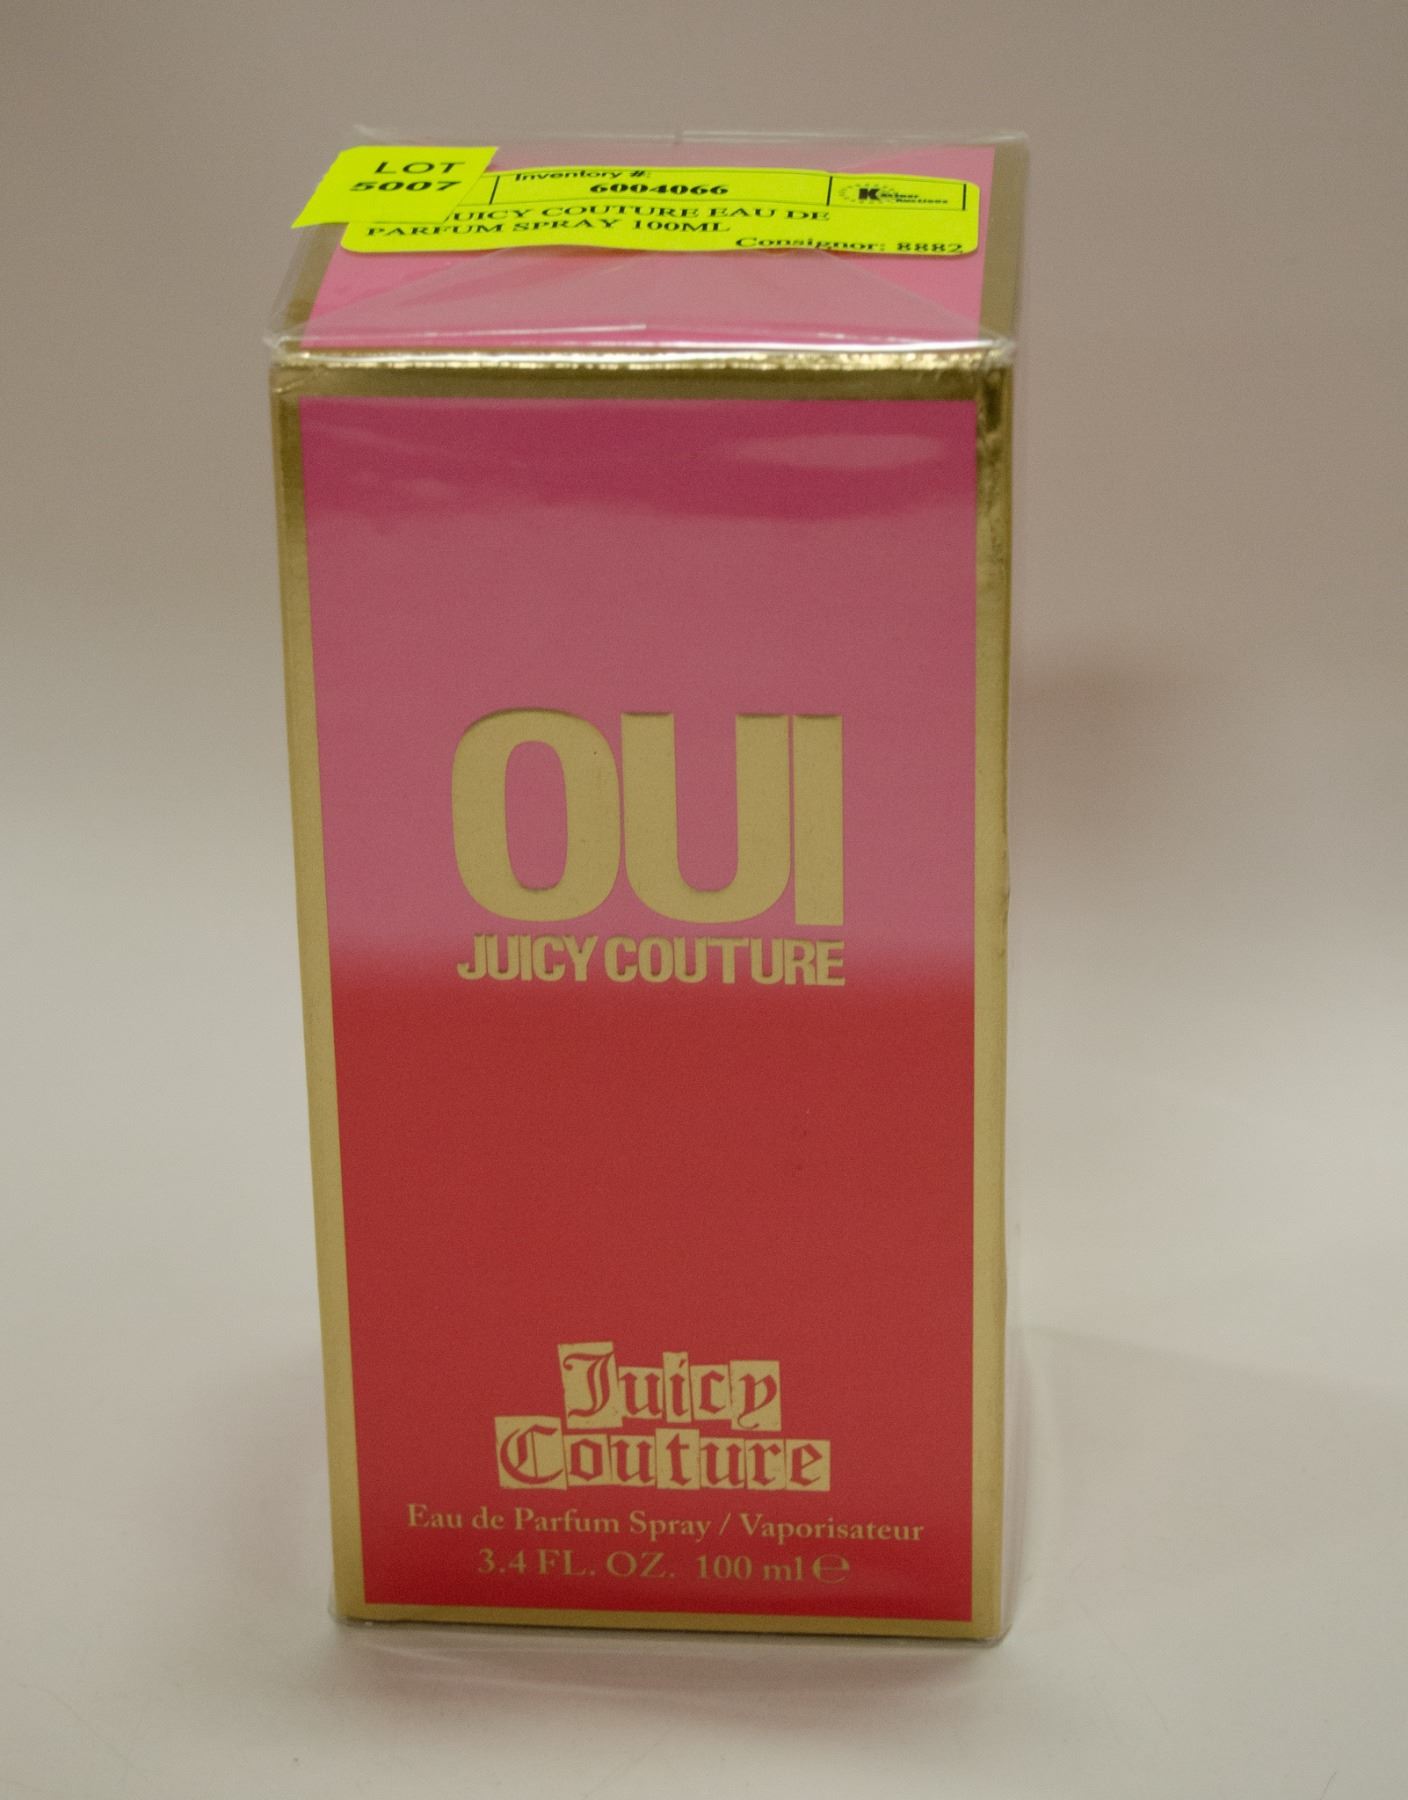 LOT
5007
Inventory #:
6004066
JUICY COUTURE EAU DE
PARFUM SPRAY 100ML
Consignor: 8882
OUI
JUICY COUTURE
Juicy
Couture
Eau de Parfum Spray / Vaporisateur
3.4 FL. OZ. 100 ml ℮